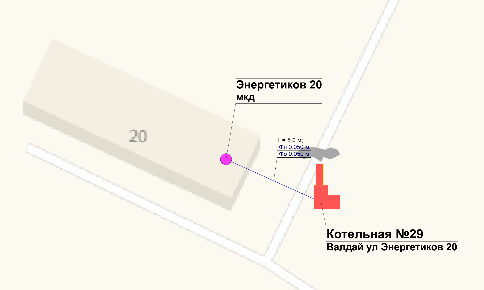 Энергетиков 20
мкд
20
Котельная №29
Валдай ул Энергетиков 20